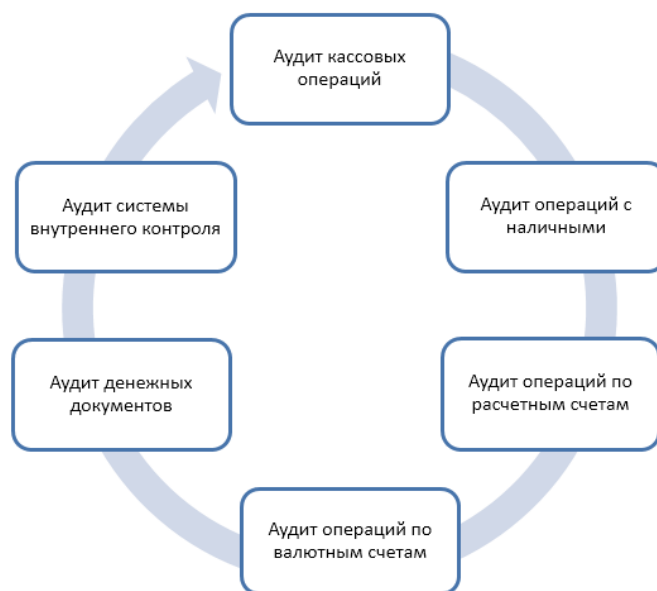 Аудит кассовых
операций
Аудит операций с
наличными
Аудит операций по
расчетным счетам
Аудит операций по
валютным счетам
Аудит денежных
документов
Аудит системы
внутреннего контроля